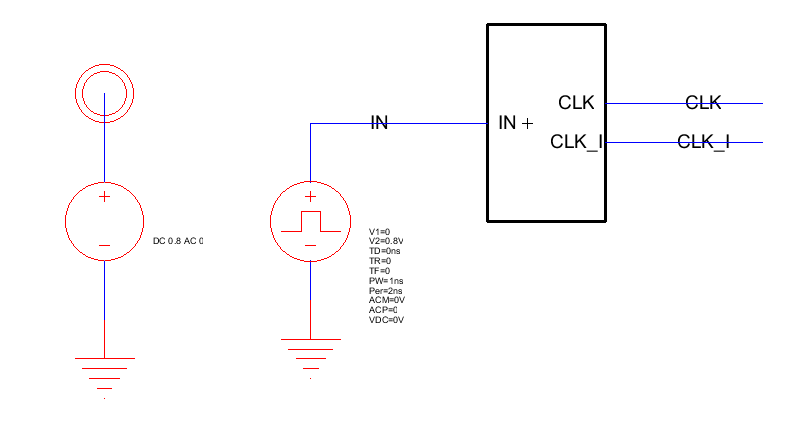 CLK
CLK
IN
IN +
CLK_I
CLK_I
+
+
V1=0
V2=0.8V
DC 0.8 AC 0
TD=0ns
TR=0
TF=0
PW=1ns
Per=2ns
ACM=0V
ACP=0
VDC=0V